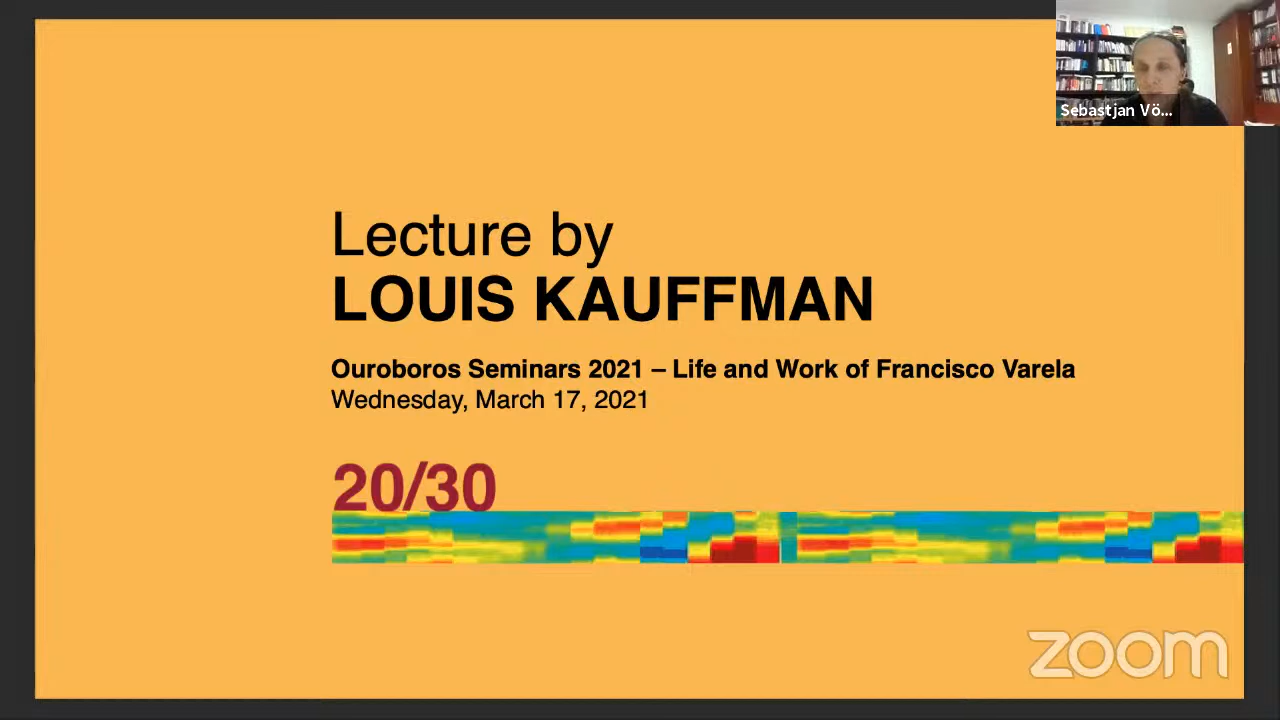 Sebastjan Vö...
Lecture by
LOUIS KAUFFMAN
Ouroboros Seminars 2021 – Life and Work of Francisco Varela
Wednesday, March 17, 2021
20/30
zoom